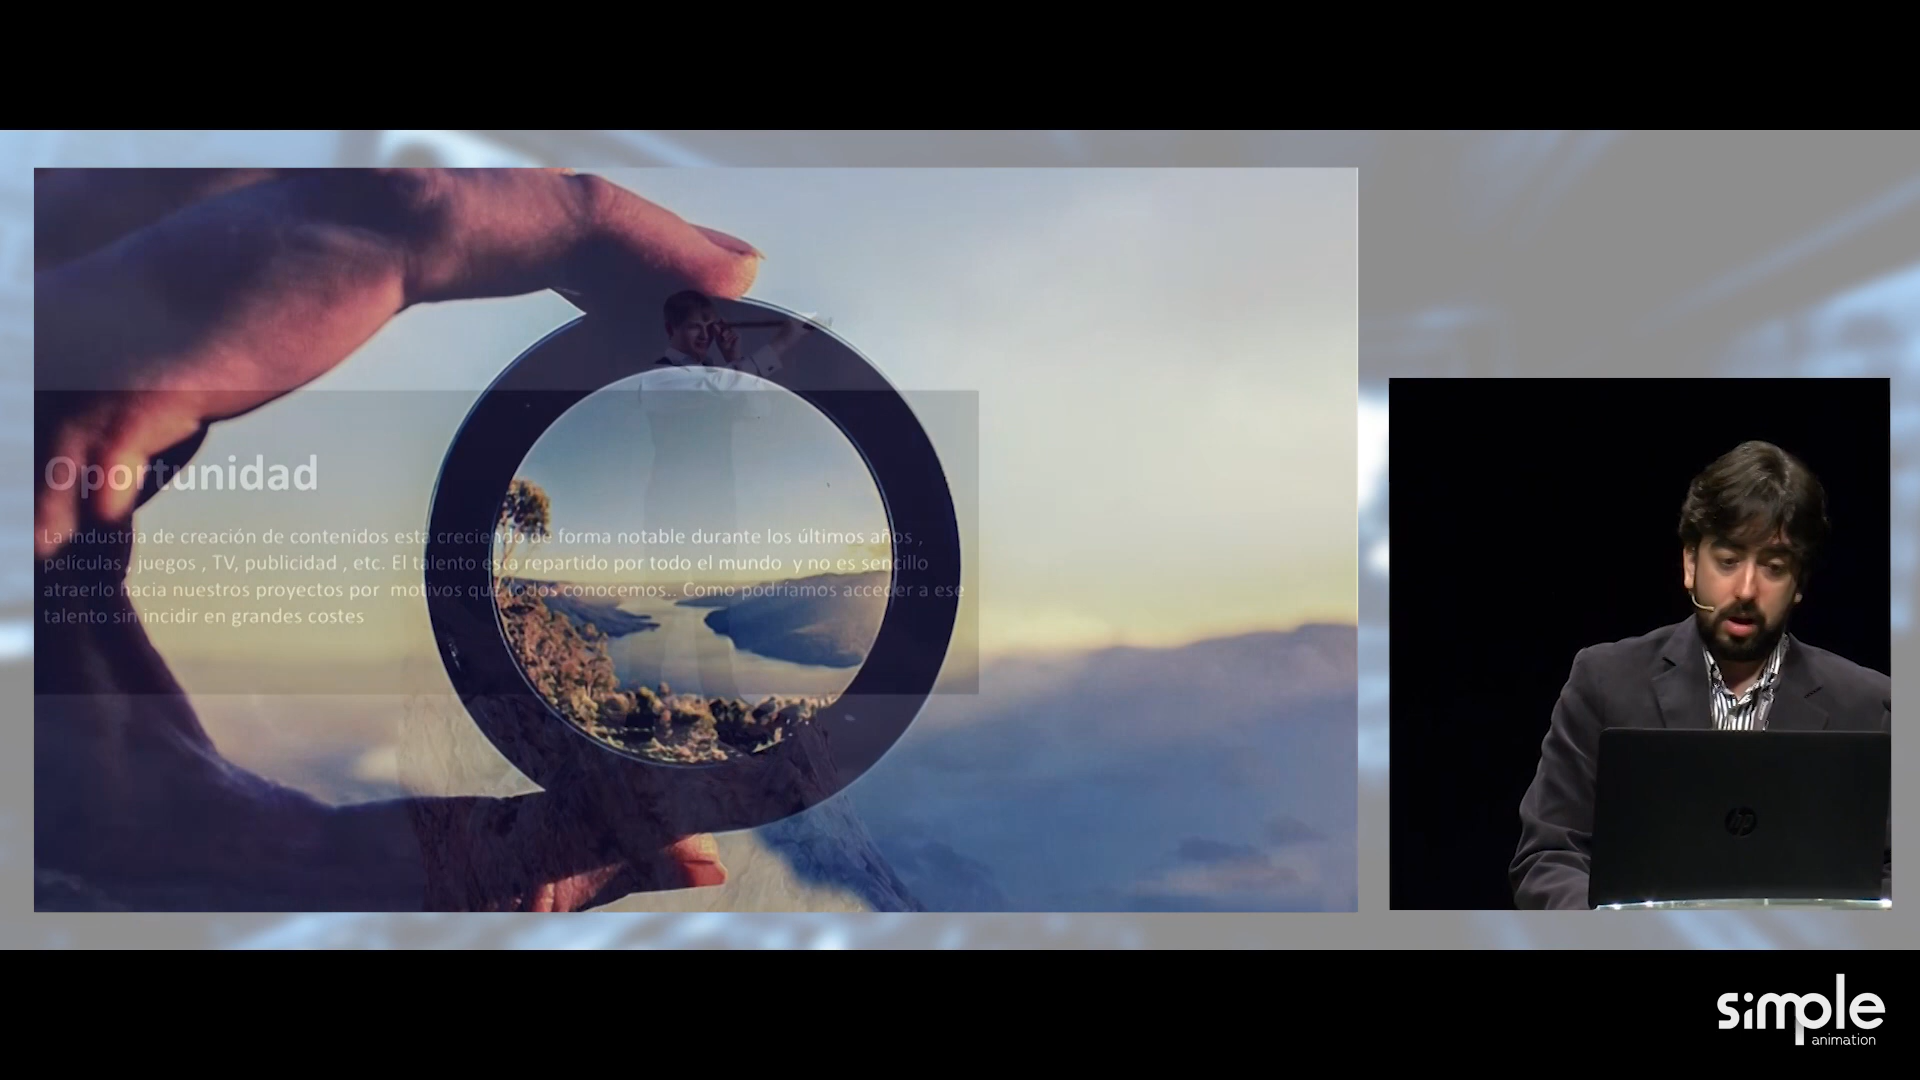 Oportunidad
La industria de creación de contenidos está creciendo de forma notable durante los últimos años ,
películas , juegos , TV, publicidad , etc. El talento esta repartido por todo el mundo y no es sencillo
atraerlo hacia nuestros proyectos por motivos que todos conocemos.. Como podríamos acceder a ese
talento sin incidir en grandes costes
hp
simple
animation